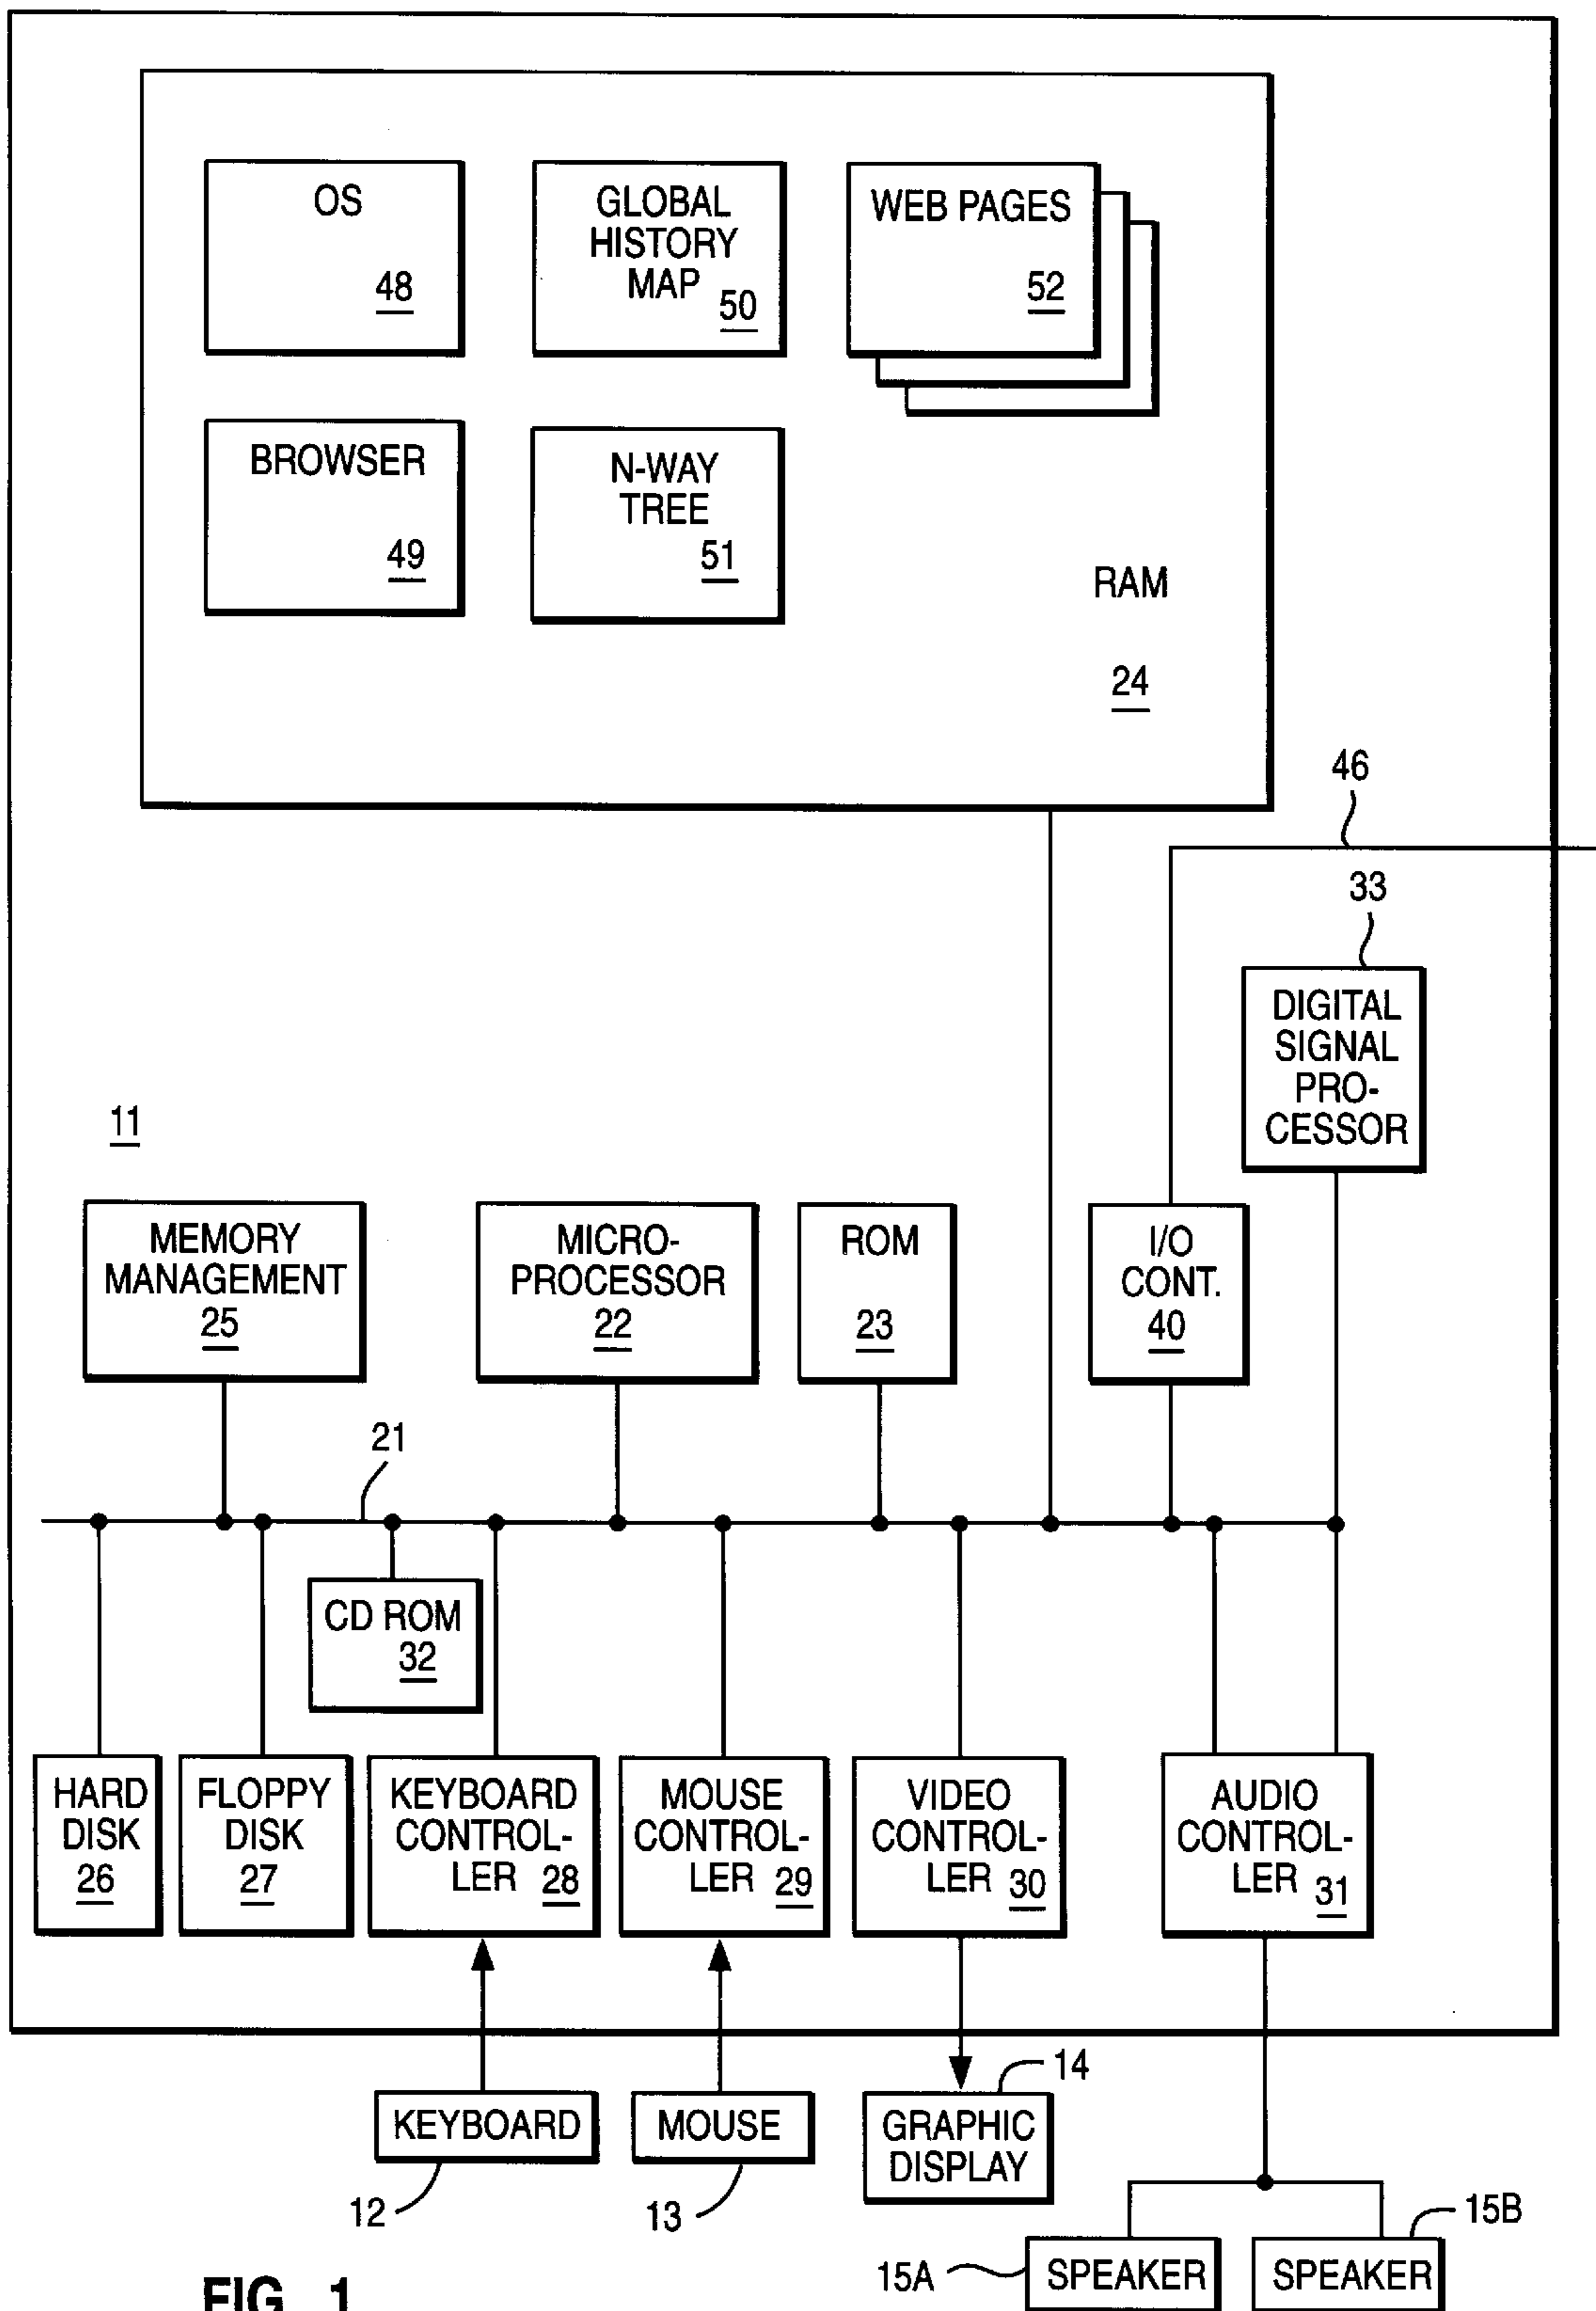 OS
48
GLOBAL
HISTORY
MAP
50
WEB PAGES
52
BROWSER
49
N-WAY
TREE
51
RAM
24
46
33
DIGITAL
SIGNAL
PRO-
CESSOR
11
MEMORY
MANAGEMENT
25
MICRO-
PROCESSOR
22
ROM
23
I/O
CONT.
40
21
CD ROM
32
HARD
DISK
26
FLOPPY
DISK
27
KEYBOARD
CONTROL-
LER 28
MOUSE
CONTROL-
LER 29
VIDEO
CONTROL-
LER 30
AUDIO
CONTROL-
LER 31
KEYBOARD
12
MOUSE
13
14
GRAPHIC
DISPLAY
15A
SPEAKER
15B
SPEAKER
FIG. 1